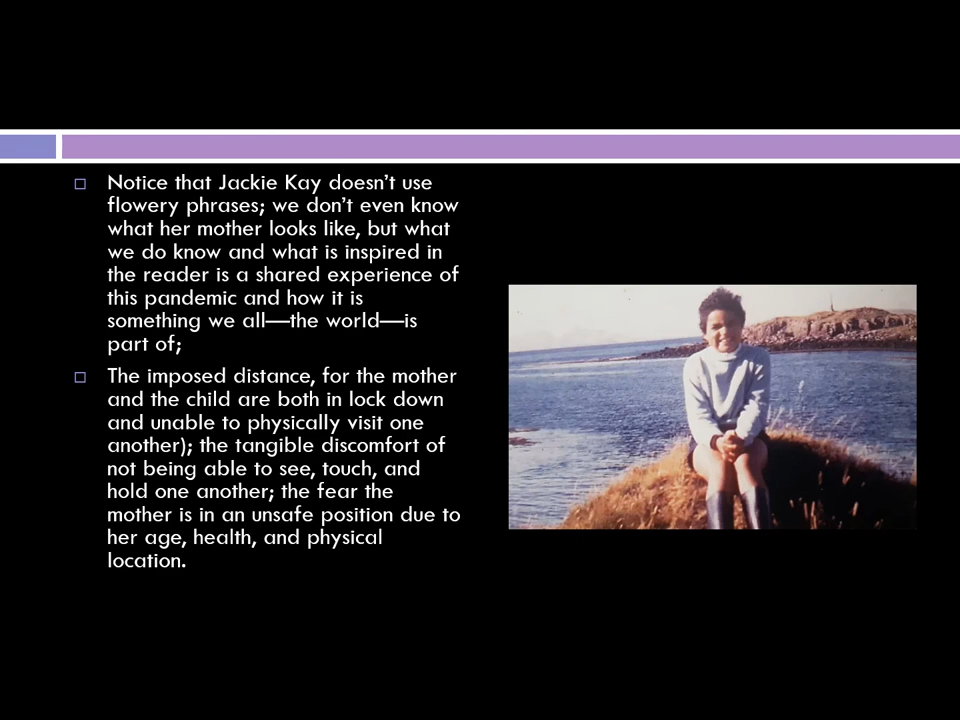 Notice that Jackie Kay doesn’t use
flowery phrases; we don’t even know
what her mother looks like, but what
we do know and what is inspired in
the reader is a shared experience of
this pandemic and how it is
something we all—the world—is
part of;
The imposed distance, for the mother
and the child are both in lock down
and unable to physically visit one
another); the tangible discomfort of
not being able to see, touch, and
hold one another; the fear the
mother is in an unsafe position due to
her age, health, and physical
location.